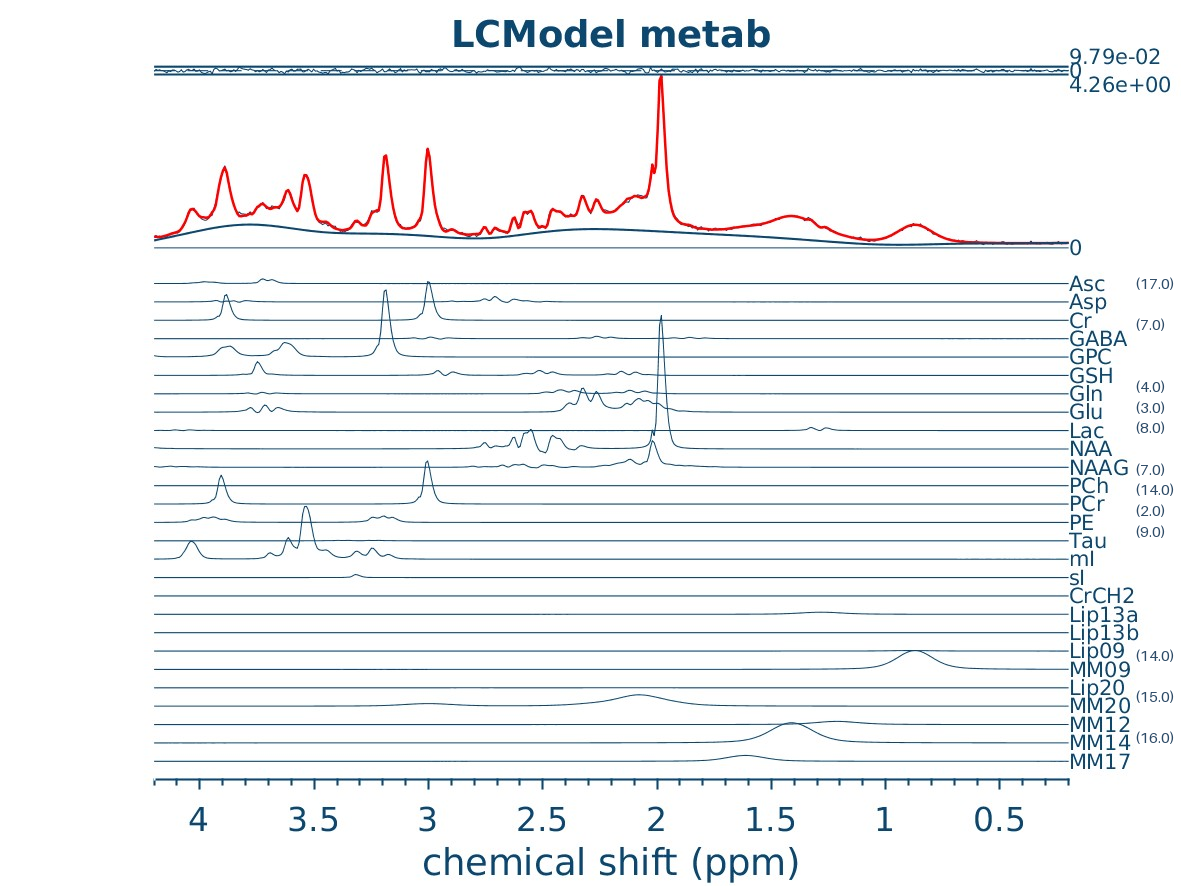 LCModel metab
9.79e-02
0
4.26e+00
0
Asc (17.0)
Asp
Cr (7.0)
GABA
GPC
GSH
Gln (4.0)
Glu (3.0)
Lac (8.0)
NAA
NAAG (7.0)
PCh (14.0)
PCr (2.0)
PE (9.0)
Tau
mI
sI
CrCH2
Lip13a
Lip13b
Lip09 (14.0)
MM09
Lip20 (15.0)
MM20
MM12 (16.0)
MM14
MM17
4 3.5 3 2.5 2 1.5 1 0.5
chemical shift (ppm)